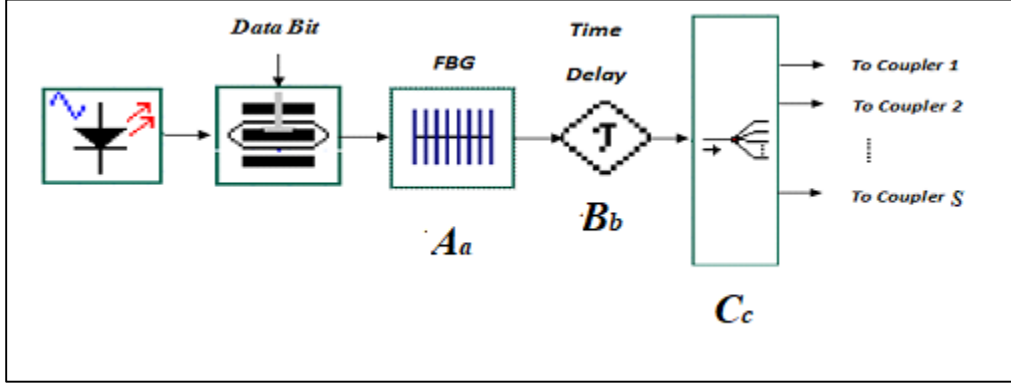 Data Bit
FBG
Time
Delay
T
To Coupler 1
To Coupler 2
To Coupler S
Aa
Bb
Cc